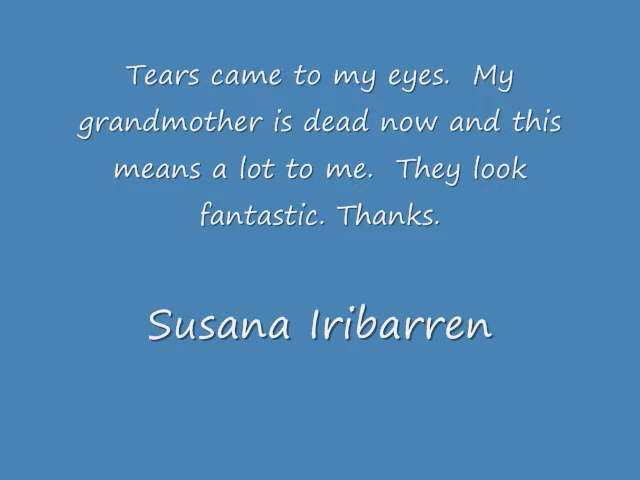 Tears came to my eyes.  My
grandmother is dead now and this
means a lot to me.  They look
fantastic. Thanks.
Susana Iribarren